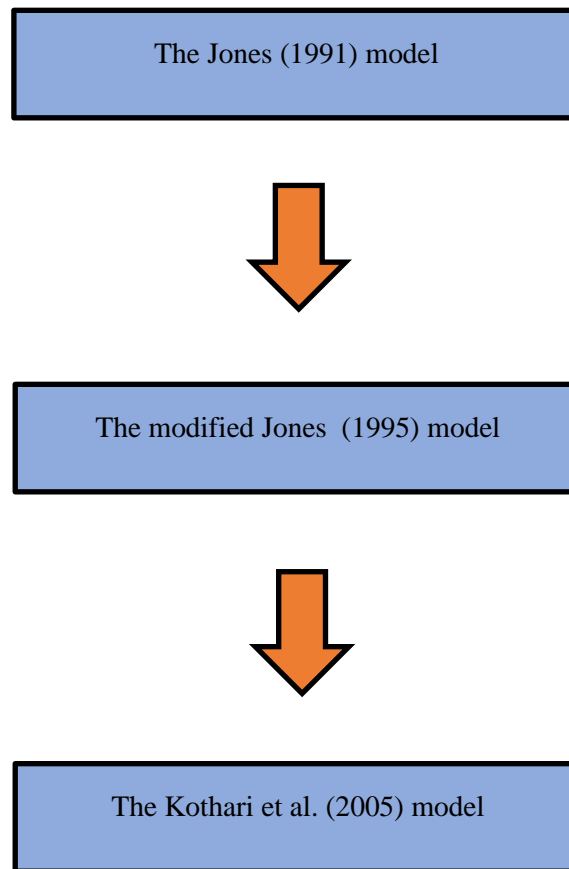 The Jones (1991) model
The modified Jones  (1995) model
The Kothari et al. (2005) model